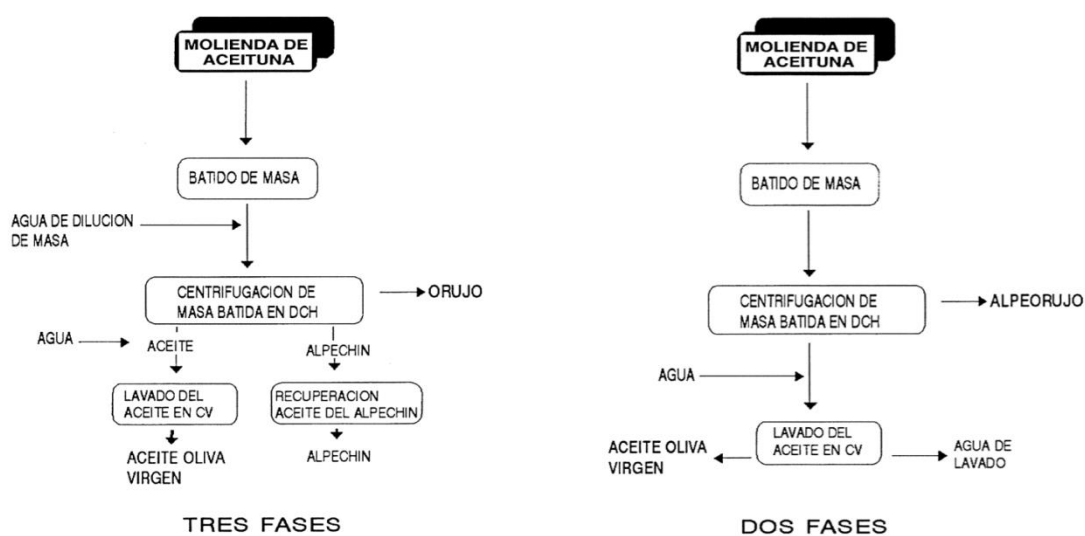 MOLIENDA DE
ACEITUNA
BATIDO DE MASA
AGUA DE DILUCION
DE MASA
CENTRIFUGACION DE
MASA BATIDA EN DCH
ORUJO
AGUA
ACEITE
ALPECHIN
LAVADO DEL
ACEITE EN CV
RECUPERACION
ACEITE DEL ALPECHIN
ACEITE OLIVA
VIRGEN
ALPECHIN
TRES FASES
MOLIENDA DE
ACEITUNA
BATIDO DE MASA
CENTRIFUGACION DE
MASA BATIDA EN DCH
ALPEORUJO
AGUA
LAVADO DEL
ACEITE EN CV
ACEITE OLIVA
VIRGEN
AGUA DE
LAVADO
DOS FASES